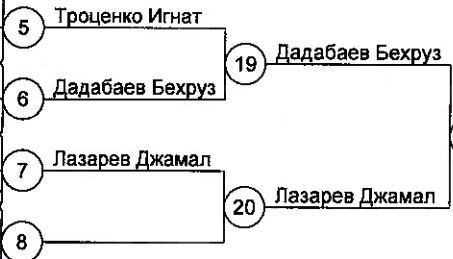 5 Троценко Игнат
19 Дадабаев Бехруз
6 Дадабаев Бехруз
7 Лазарев Джамал
20 Лазарев Джамал
8